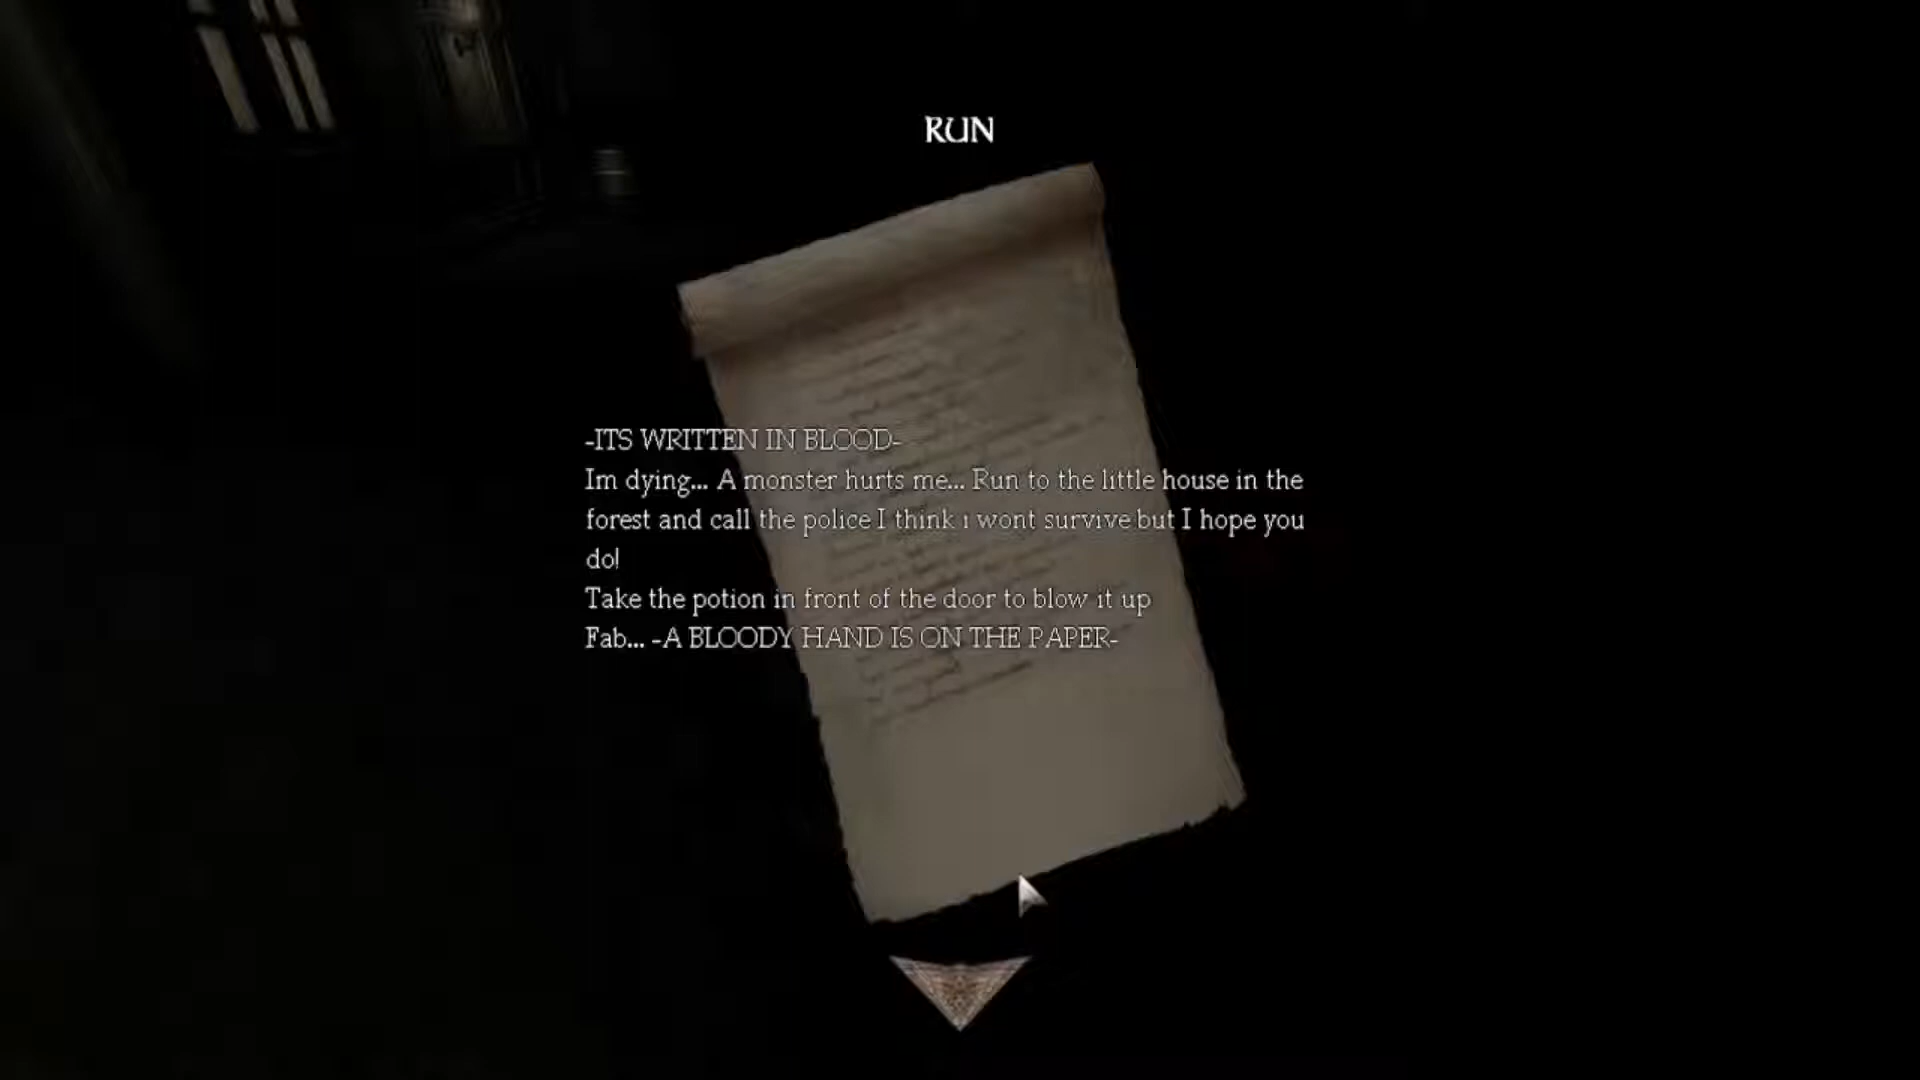 RUN
-ITS WRITTEN IN BLOOD-
Im dying... A monster hurts me... Run to the little house in the
forest and call the police I think i wont survive but I hope you
do!
Take the potion in front of the door to blow it up
Fab... -A BLOODY HAND IS ON THE PAPER-